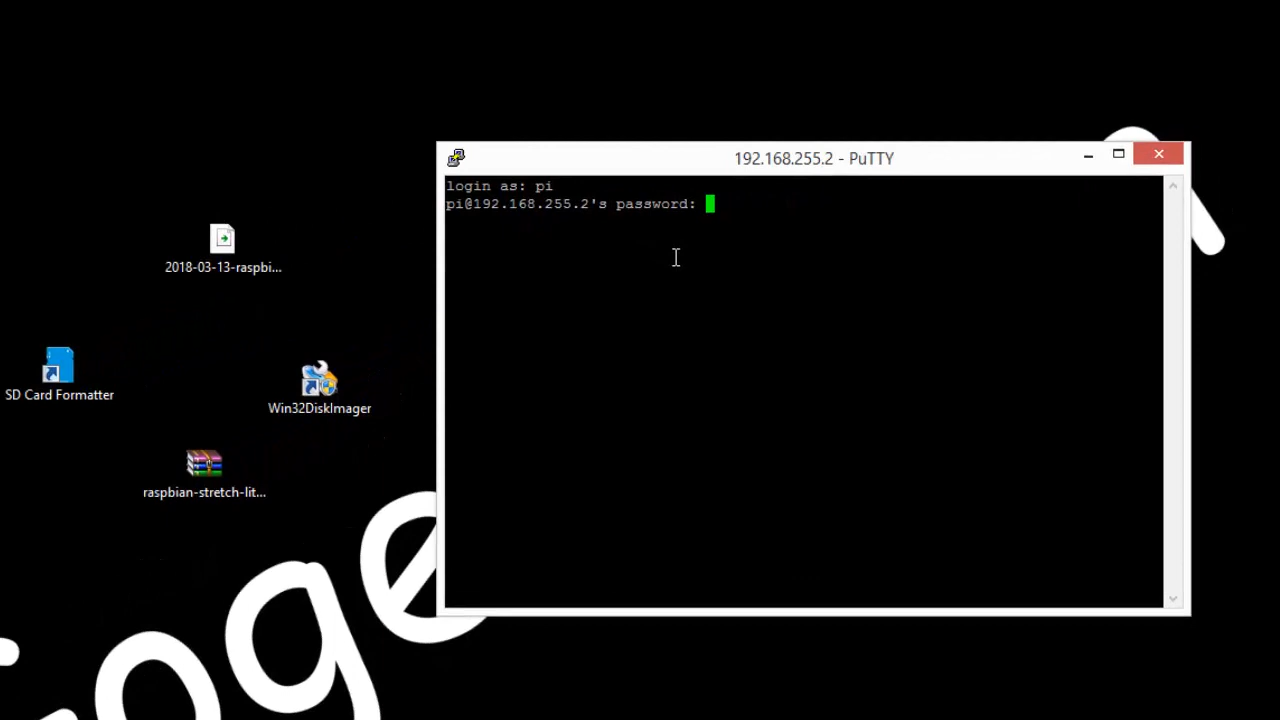 192.168.255.2 - PuTTY
login as: pi
pi@192.168.255.2's password:
2018-03-13-raspbi...
SD Card Formatter
Win32DiskImager
raspbian-stretch-lit...